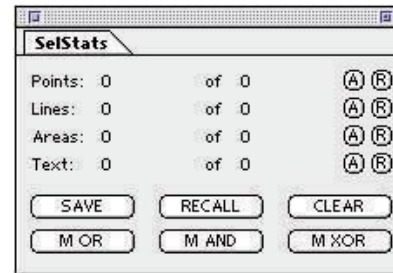 SelStats
Points: 0 of 0 A R
Lines: 0 of 0 A R
Areas: 0 of 0 A R
Text: 0 of 0 A R
SAVE RECALL CLEAR
M OR M AND M XOR